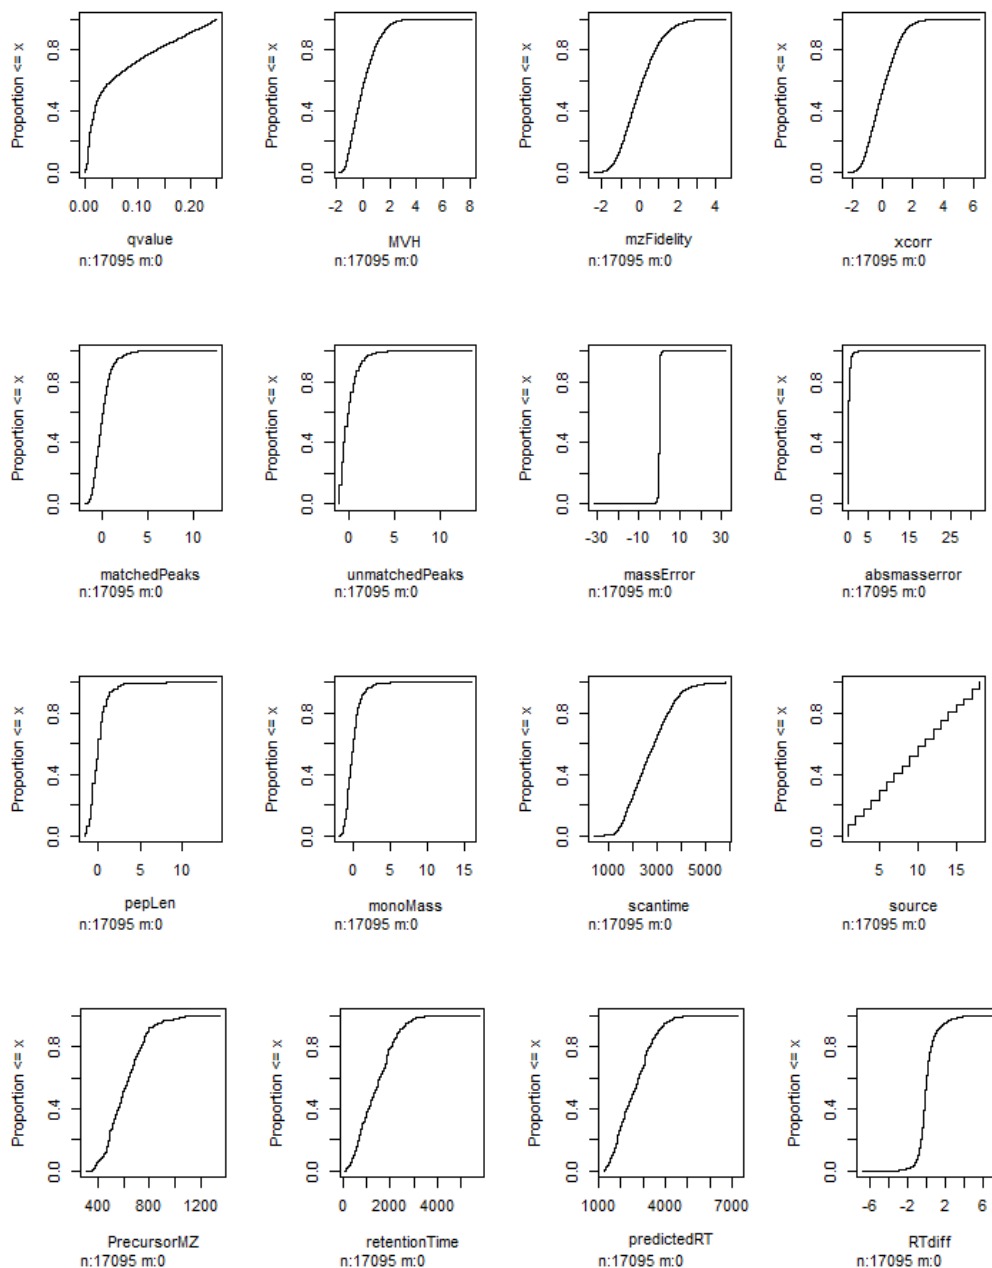 Proportion <= x
0.0 0.4 0.8
0.00 0.10 0.20
qvalue
n:17095 m:0
Proportion <= x
0.0 0.4 0.8
-2 0 2 4 6 8
MVH
n:17095 m:0
Proportion <= x
0.0 0.4 0.8
-2 0 2 4
mzFidelity
n:17095 m:0
Proportion <= x
0.0 0.4 0.8
-2 0 2 4 6
xcorr
n:17095 m:0
Proportion <= x
0.0 0.4 0.8
0 5 10
matchedPeaks
n:17095 m:0
Proportion <= x
0.0 0.4 0.8
0 5 10
unmatchedPeaks
n:17095 m:0
Proportion <= x
0.0 0.4 0.8
-30 -10 10 30
massError
n:17095 m:0
Proportion <= x
0.0 0.4 0.8
0 5 15 25
absmasserror
n:17095 m:0
Proportion <= x
0.0 0.4 0.8
0 5 10
pepLen
n:17095 m:0
Proportion <= x
0.0 0.4 0.8
0 5 10 15
monoMass
n:17095 m:0
Proportion <= x
0.0 0.4 0.8
1000 3000 5000
scantime
n:17095 m:0
Proportion <= x
0.0 0.4 0.8
5 10 15
source
n:17095 m:0
Proportion <= x
0.0 0.4 0.8
400 800 1200
PrecursorMZ
n:17095 m:0
Proportion <= x
0.0 0.4 0.8
0 2000 4000
retentionTime
n:17095 m:0
Proportion <= x
0.0 0.4 0.8
1000 4000 7000
predictedRT
n:17095 m:0
Proportion <= x
0.0 0.4 0.8
-6 -2 2 6
RTdiff
n:17095 m:0